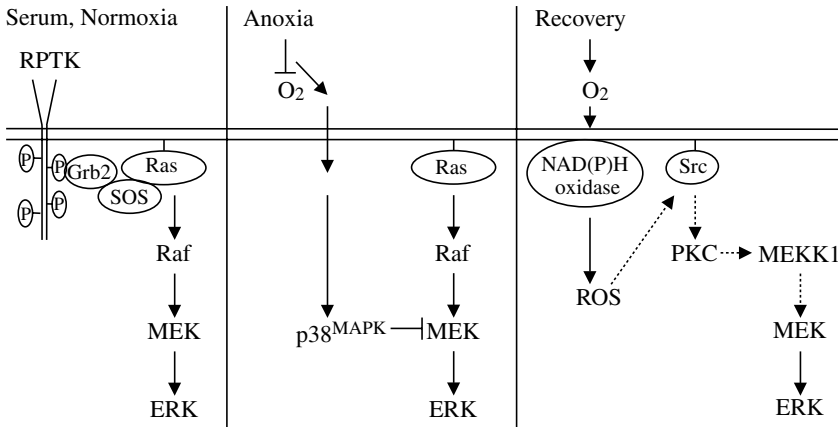 Serum, Normoxia
RPTK
P
P
P
P
Grb2
SOS
Ras
Raf
MEK
ERK
Anoxia
O2
Ras
Raf
p38MAPK
MEK
ERK
Recovery
O2
NAD(P)H
oxidase
Src
ROS
PKC
MEKK1
MEK
ERK